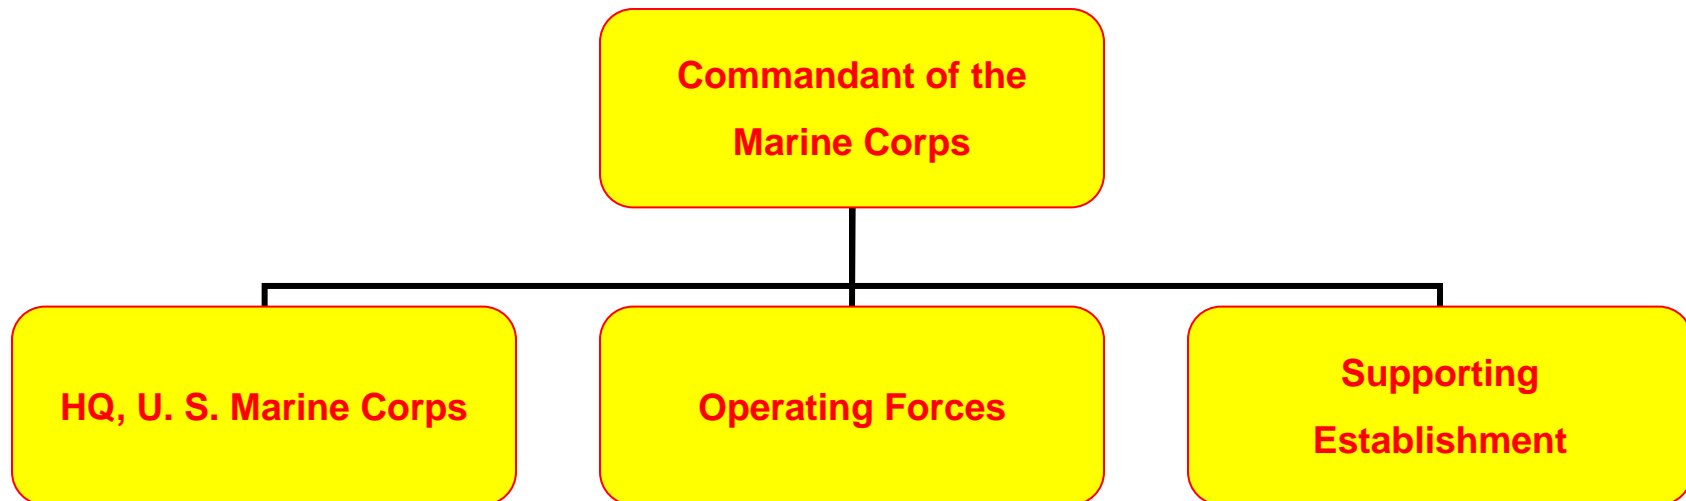 Commandant of the
Marine Corps
HQ, U. S. Marine Corps
Operating Forces
Supporting
Establishment